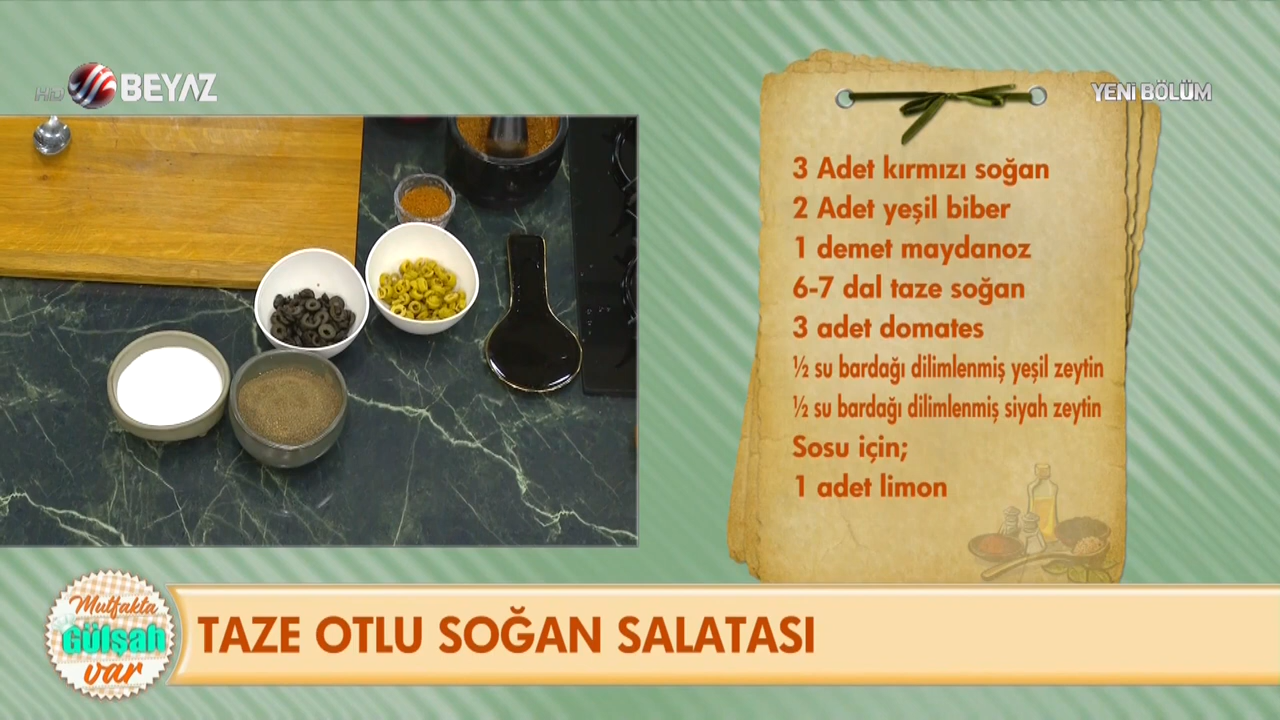 HD BEYAZ
YENİ BÖLÜM
3 Adet kırmızı soğan
2 Adet yeşil biber
1 demet maydanoz
6-7 dal taze soğan
3 adet domates
½ su bardağı dilimlenmiş yeşil zeytin
½ su bardağı dilimlenmiş siyah zeytin
Sosu için;
1 adet limon
Mutfakta
Gülşah
var
TAZE OTLU SOĞAN SALATASI